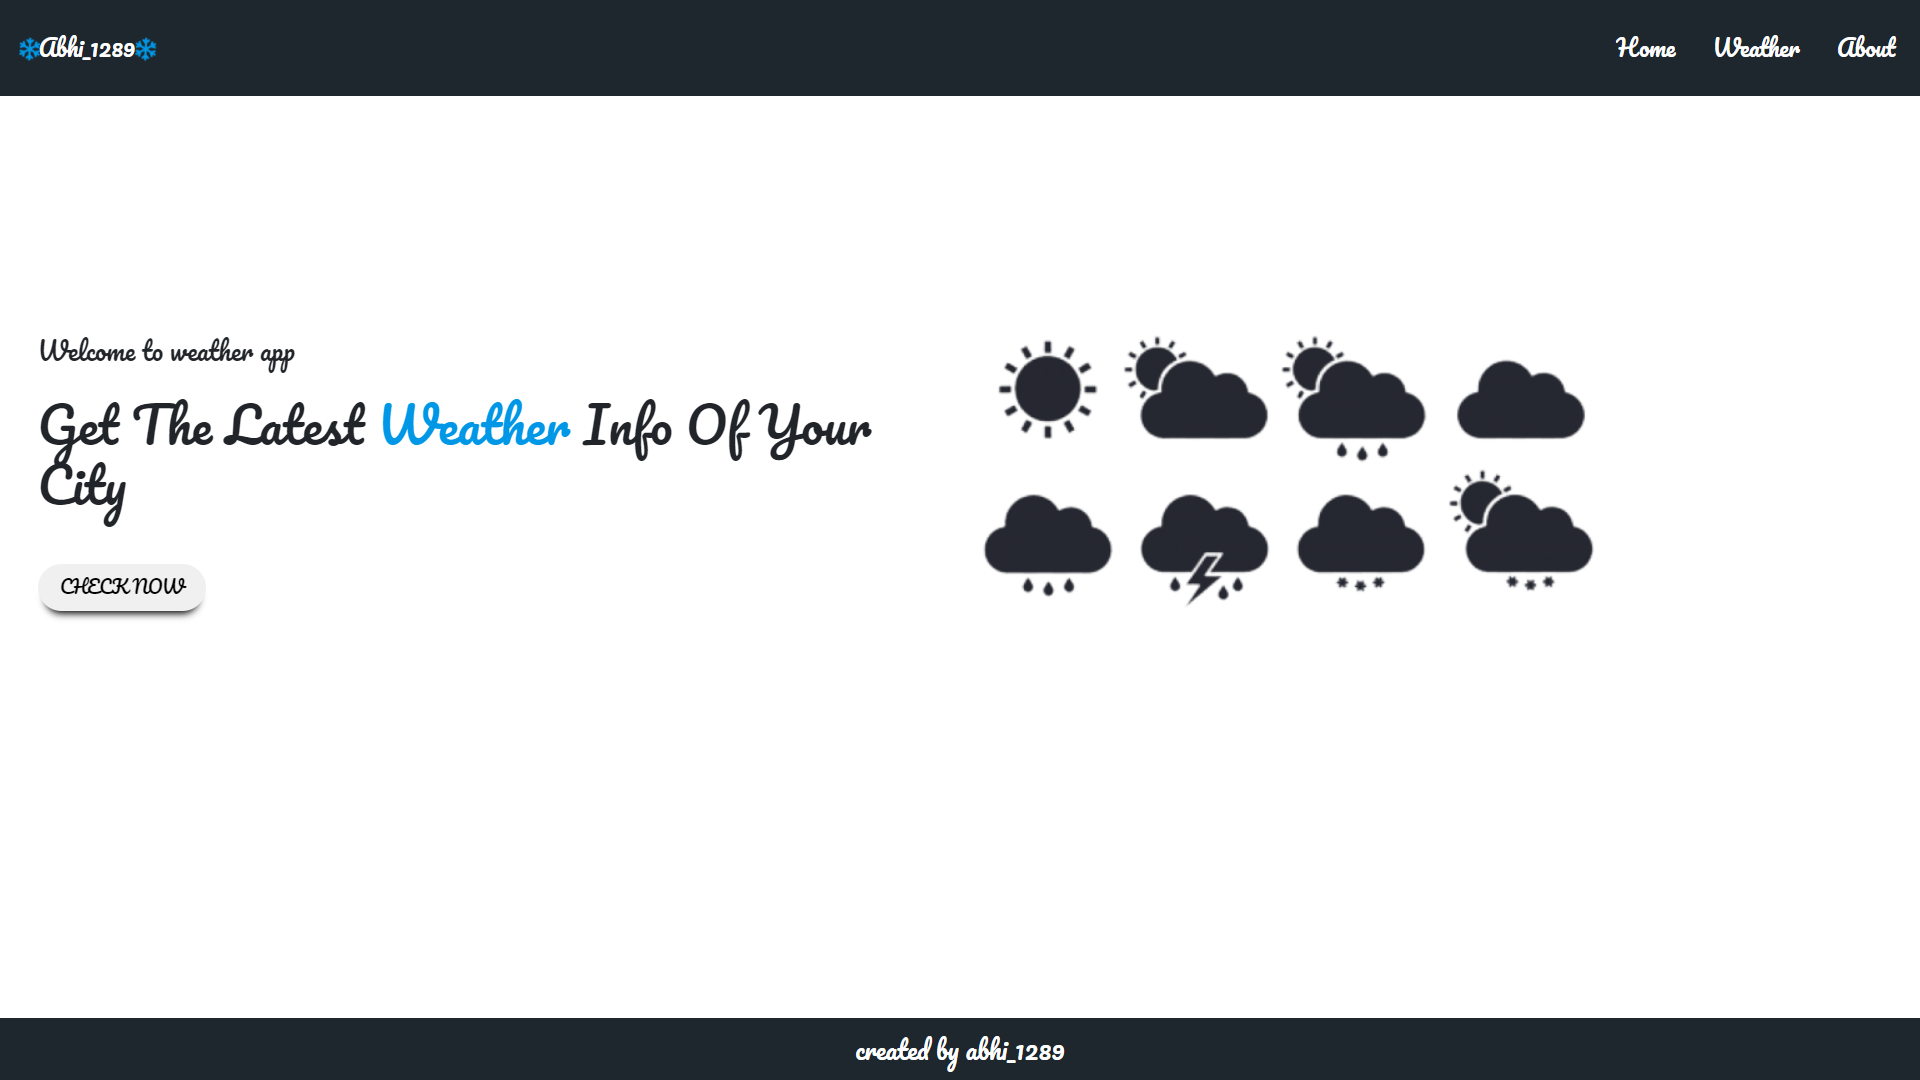 ❄Abhi_1289❄
Home Weather About
Welcome to weather app
Get The Latest Weather Info Of Your
City
CHECK NOW
created by abhi_1289